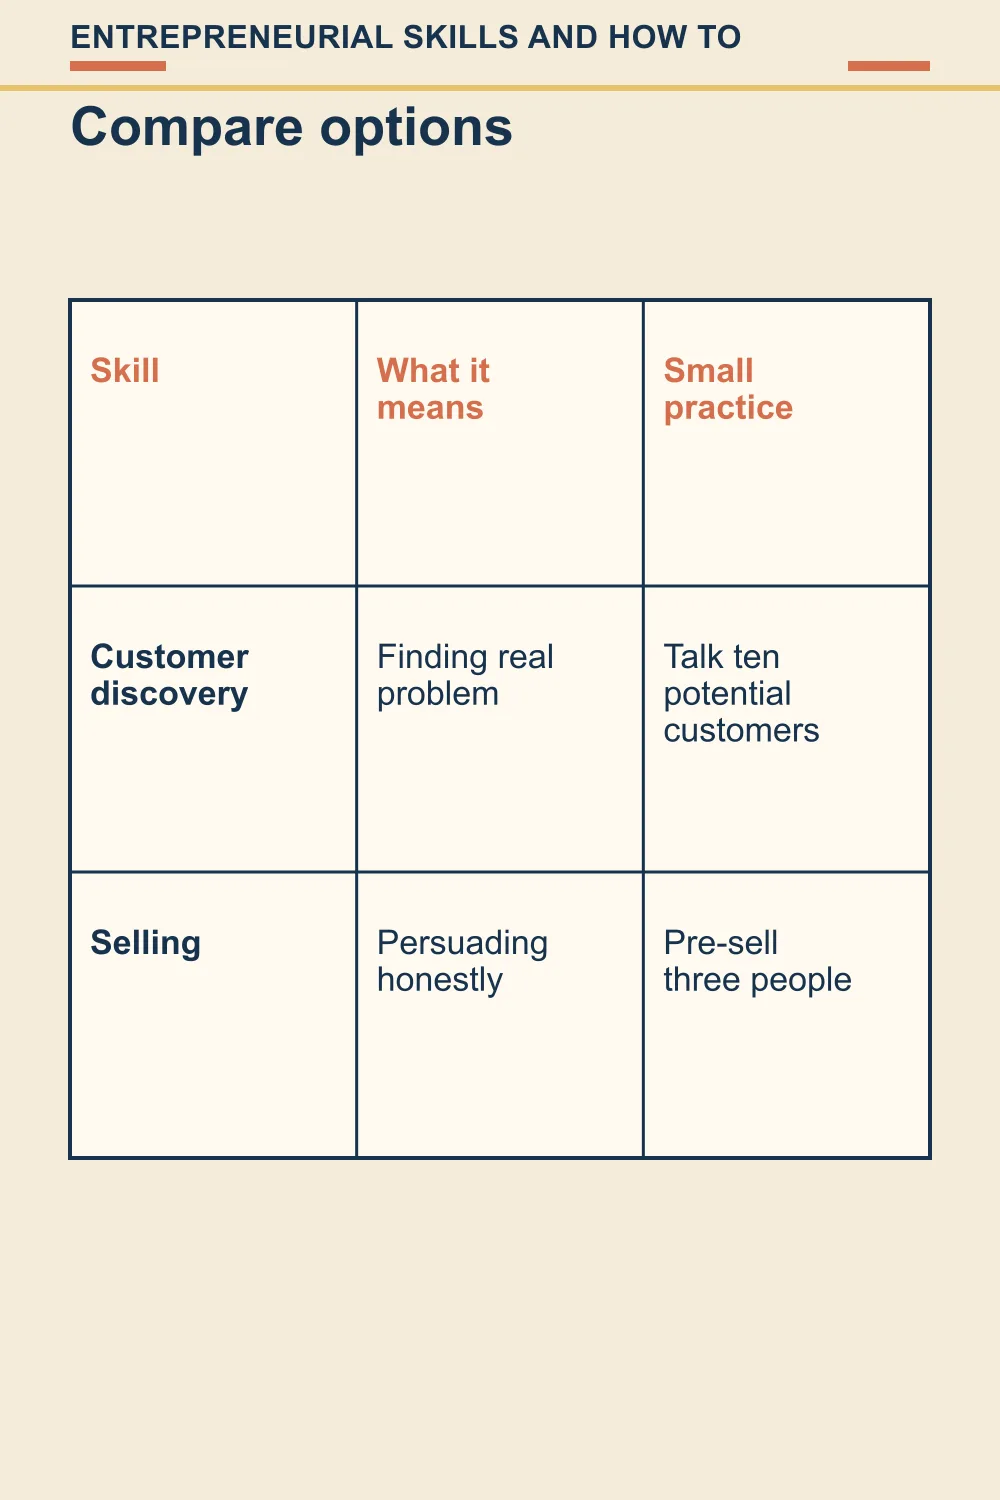 ENTREPRENEURIAL SKILLS AND HOW TO
Compare options
Skill
What it
means
Small
practice
Customer
discovery
Finding real
problem
Talk ten
potential
customers
Selling
Persuading
honestly
Pre-sell
three people